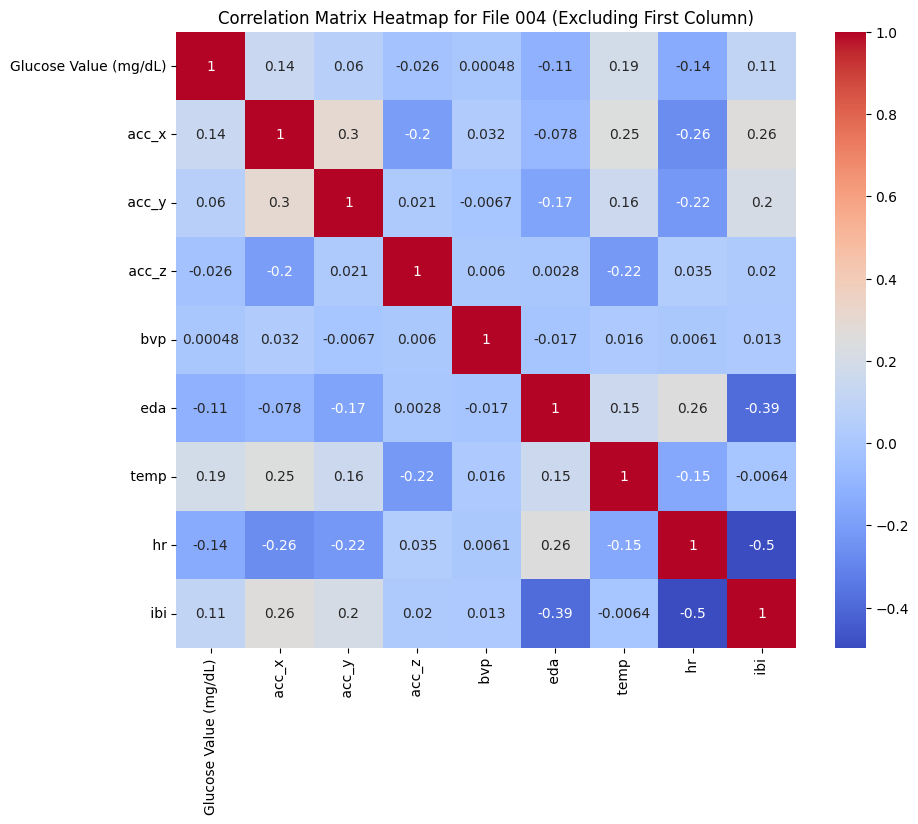 Correlation Matrix Heatmap for File 004 (Excluding First Column)
Glucose Value (mg/dL) 1 0.14 0.06 -0.026 0.00048 -0.11 0.19 -0.14 0.11
acc_x 0.14 1 0.3 -0.2 0.032 -0.078 0.25 -0.26 0.26
acc_y 0.06 0.3 1 0.021 -0.0067 -0.17 0.16 -0.22 0.2
acc_z -0.026 -0.2 0.021 1 0.006 0.0028 -0.22 0.035 0.02
bvp 0.00048 0.032 -0.0067 0.006 1 -0.017 0.016 0.0061 0.013
eda -0.11 -0.078 -0.17 0.0028 -0.017 1 0.15 0.26 -0.39
temp 0.19 0.25 0.16 -0.22 0.016 0.15 1 -0.15 -0.0064
hr -0.14 -0.26 -0.22 0.035 0.0061 0.26 -0.15 1 -0.5
ibi 0.11 0.26 0.2 0.02 0.013 -0.39 -0.0064 -0.5 1
Glucose Value (mg/dL) acc_x acc_y acc_z bvp eda temp hr ibi
1.0
0.8
0.6
0.4
0.2
0.0
−0.2
−0.4